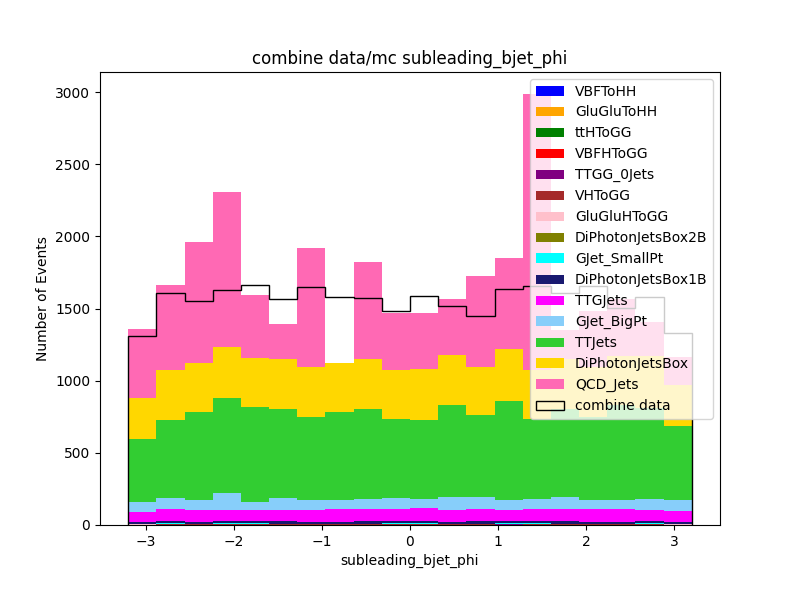 combine data/mc subleading_bjet_phi
Number of Events
3000
2500
2000
1500
1000
500
0
−3
−2
−1
0
1
2
3
subleading_bjet_phi
VBFToHH
GluGluToHH
ttHToGG
VBFHToGG
TTGG_0Jets
VHToGG
GluGluHToGG
DiPhotonJetsBox2B
GJet_SmallPt
DiPhotonJetsBox1B
TTGJets
GJet_BigPt
TTJets
DiPhotonJetsBox
QCD_Jets
combine data